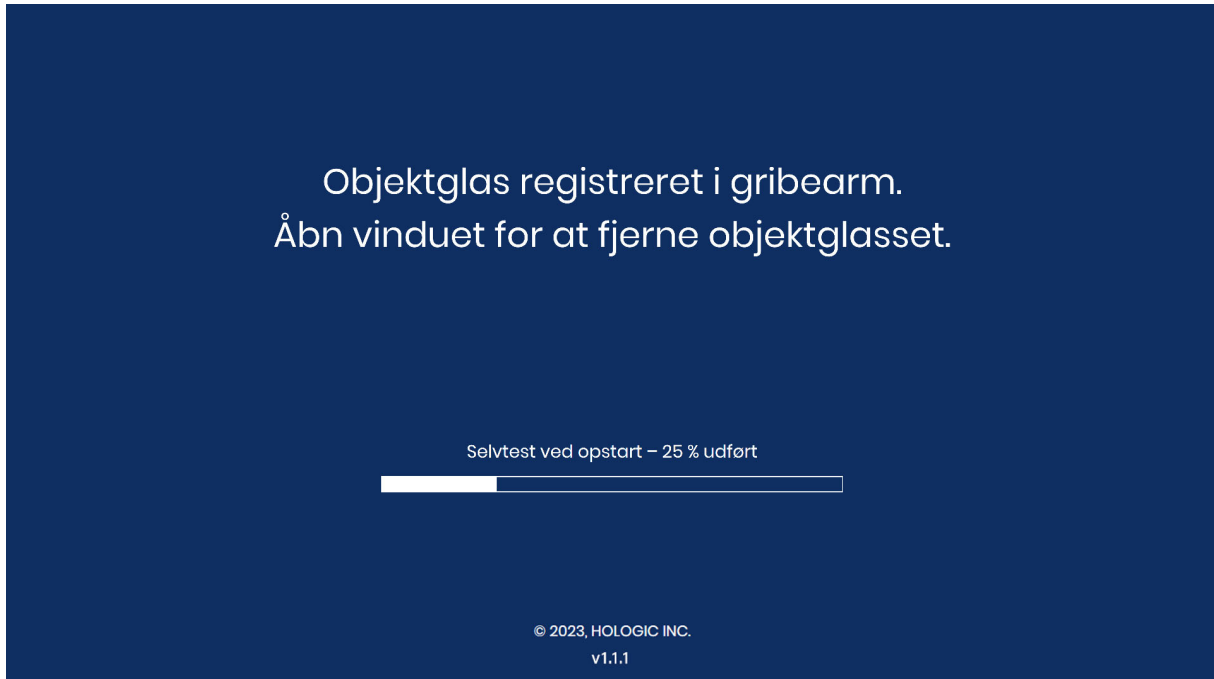 Objektglas registreret i gribearm.
Åbn vinduet for at fjerne objektglasset.
Selvtest ved opstart – 25 % udført
© 2023, HOLOGIC INC.
v1.1.1